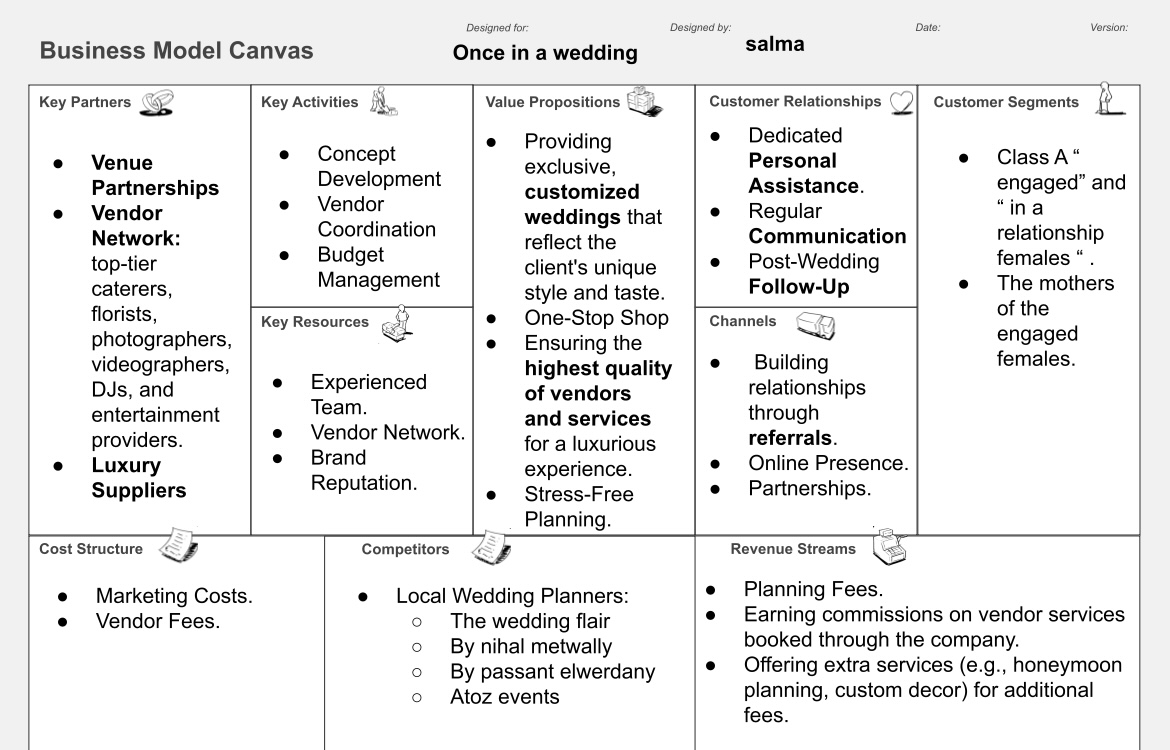 Business Model Canvas
Designed for:
Once in a wedding
Designed by:
salma
Date:
Version:
Key Partners
● Venue
Partnerships
● Vendor
Network:
top-tier
caterers,
florists,
photographers,
videographers,
DJs, and
entertainment
providers.
● Luxury
Suppliers
Key Activities
● Concept
Development
● Vendor
Coordination
● Budget
Management
Key Resources
● Experienced
Team.
● Vendor Network.
● Brand
Reputation.
Value Propositions
● Providing
exclusive,
customized
weddings that
reflect the
client's unique
style and taste.
● One-Stop Shop
● Ensuring the
highest quality
of vendors
and services
for a luxurious
experience.
● Stress-Free
Planning.
Customer Relationships
● Dedicated
Personal
Assistance.
● Regular
Communication
● Post-Wedding
Follow-Up
Channels
● Building
relationships
through
referrals.
● Online Presence.
● Partnerships.
Customer Segments
● Class A “
engaged” and
“ in a
relationship
females “ .
● The mothers
of the
engaged
females.
Cost Structure
● Marketing Costs.
● Vendor Fees.
Competitors
● Local Wedding Planners:
○ The wedding flair
○ By nihal metwally
○ By passant elwerdany
○ Atoz events
Revenue Streams
● Planning Fees.
● Earning commissions on vendor services
booked through the company.
● Offering extra services (e.g., honeymoon
planning, custom decor) for additional
fees.